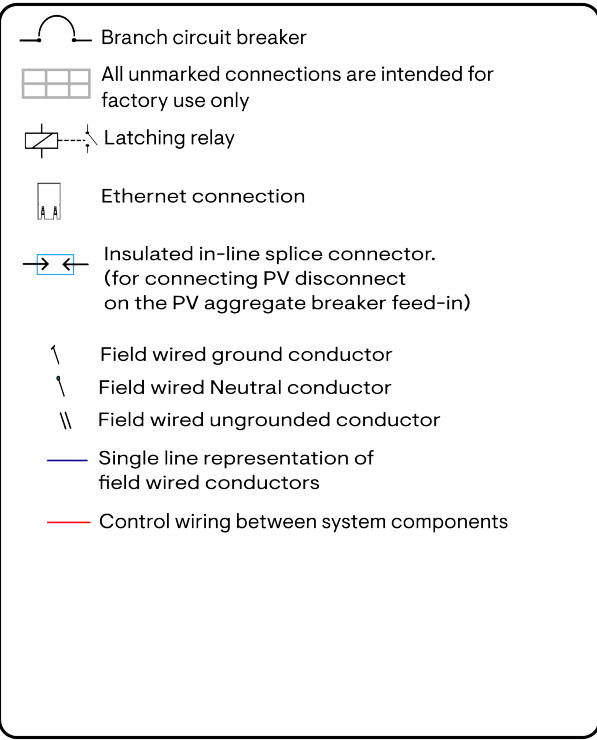 Branch circuit breaker
All unmarked connections are intended for
factory use only
Latching relay
Ethernet connection
Insulated in-line splice connector.
(for connecting PV disconnect
on the PV aggregate breaker feed-in)
Field wired ground conductor
Field wired Neutral conductor
Field wired ungrounded conductor
Single line representation of
field wired conductors
Control wiring between system components